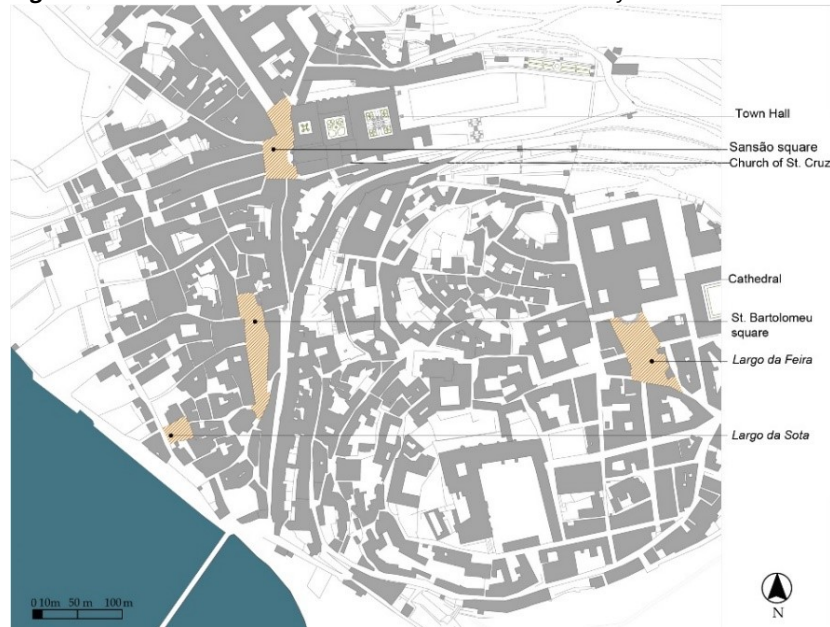 Town Hall
Sansão square
Church of St. Cruz
Cathedral
St. Bartolomeu
square
Largo da Feira
Largo da Sota
0 10m 50 m 100 m
N